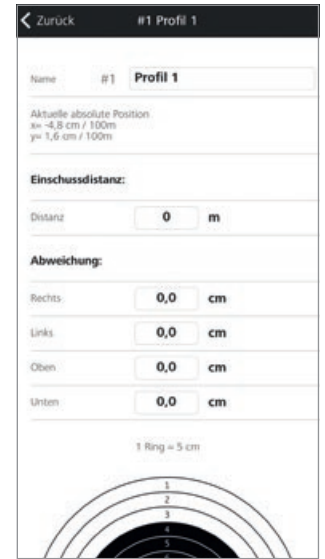 Zurück #1 Profil 1
Name #1 Profil 1
Aktuelle absolute Position
x= -4,8 cm / 100m
y= 1,6 cm / 100m
Einschussdistanz:
Distanz 0 m
Abweichung:
Rechts 0,0 cm
Links 0,0 cm
Oben 0,0 cm
Unten 0,0 cm
1 Ring = 5 cm
1
2
3
4
5